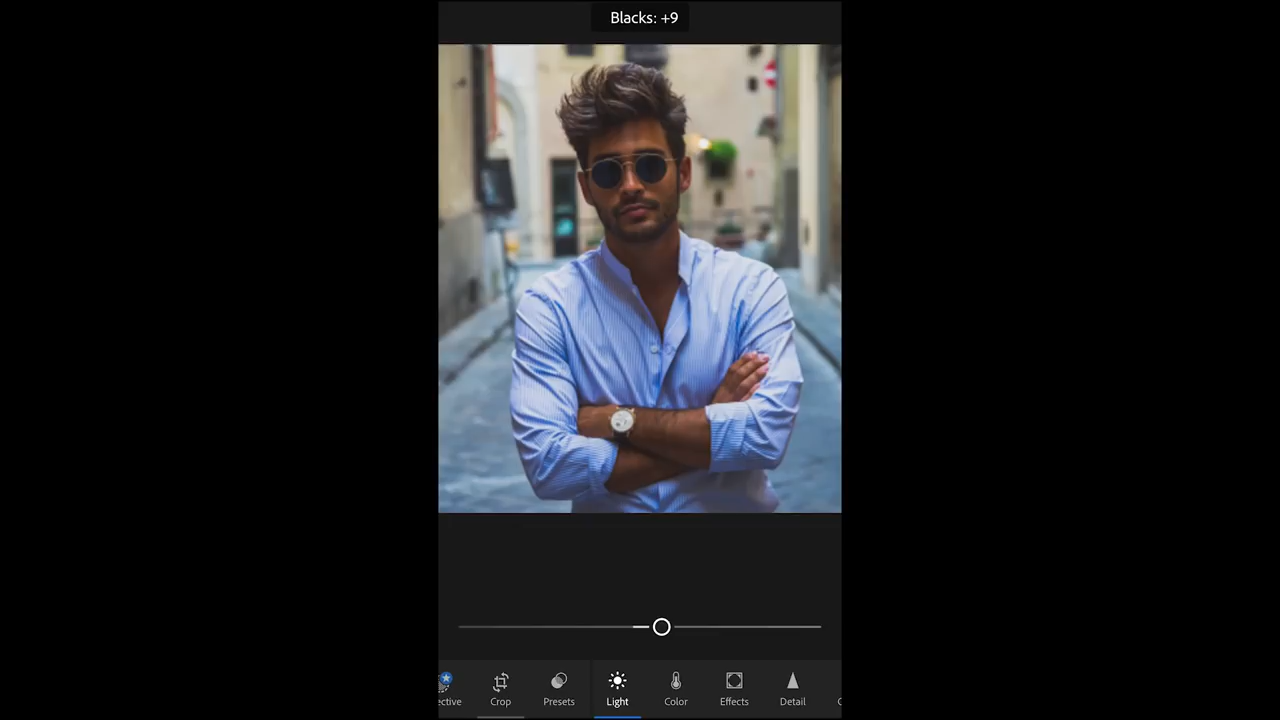 Blacks: +9
ective
Crop
Presets
Light
Color
Effects
Detail